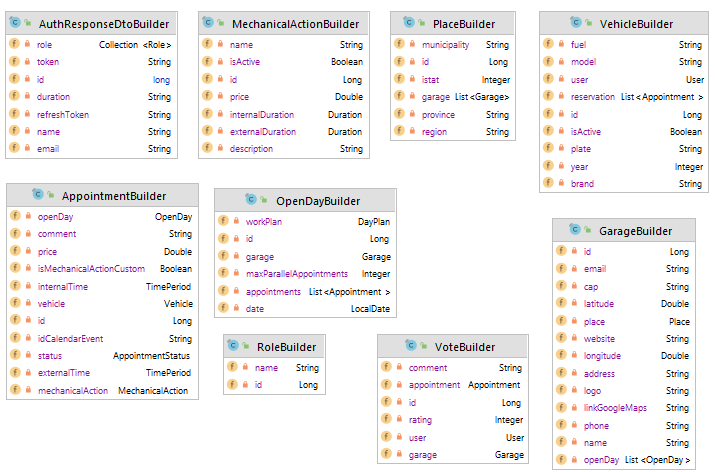 AuthResponseDtoBuilder
role Collection <Role>
token String
id long
duration String
refreshToken String
name String
email String
MechanicalActionBuilder
name String
isActive Boolean
id Long
price Double
internalDuration Duration
externalDuration Duration
description String
PlaceBuilder
municipality String
id Long
istat Integer
garage List <Garage>
province String
region String
VehicleBuilder
fuel String
model String
user User
reservation List <Appointment >
id Long
isActive Boolean
plate String
year Integer
brand String
AppointmentBuilder
openDay OpenDay
comment String
price Double
isMechanicalActionCustom Boolean
internalTime TimePeriod
vehicle Vehicle
id Long
idCalendarEvent String
status AppointmentStatus
externalTime TimePeriod
mechanicalAction MechanicalAction
OpenDayBuilder
workPlan DayPlan
id Long
garage Garage
maxParallelAppointments Integer
appointments List <Appointment >
date LocalDate
GarageBuilder
id Long
email String
cap String
latitude Double
place Place
website String
longitude Double
address String
logo String
linkGoogleMaps String
phone String
name String
openDay List <OpenDay >
RoleBuilder
name String
id Long
VoteBuilder
comment String
appointment Appointment
id Long
rating Integer
user User
garage Garage